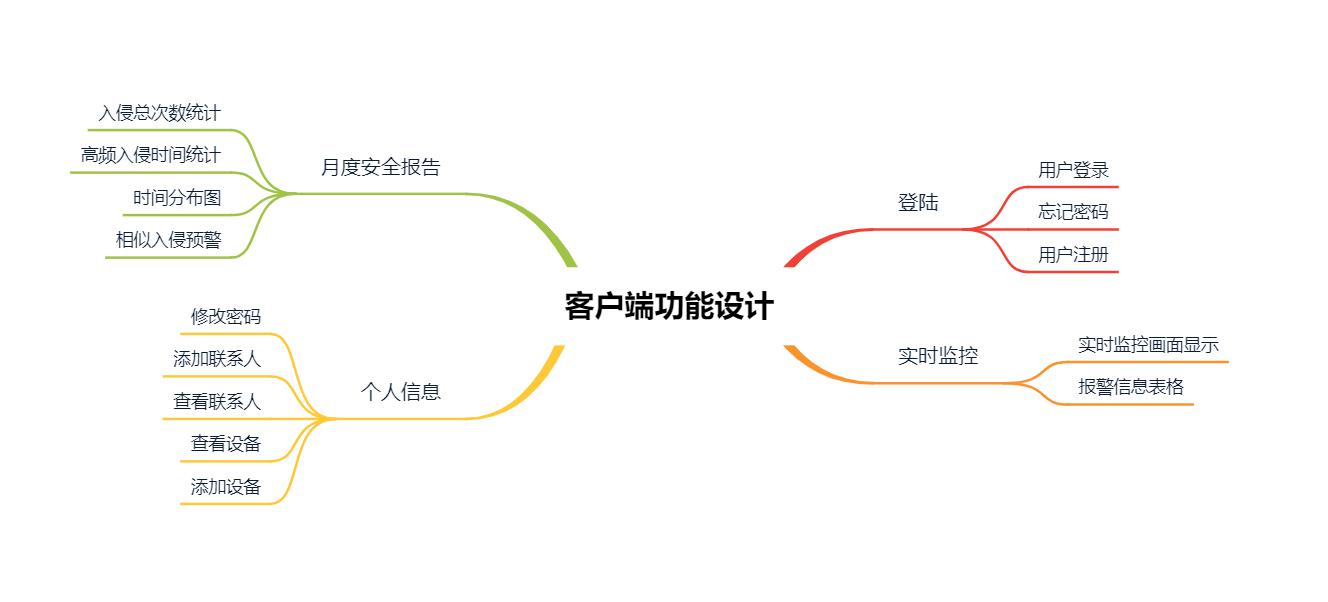 客户端功能设计
登陆
用户登录
忘记密码
用户注册
实时监控
实时监控画面显示
报警信息表格
月度安全报告
入侵总次数统计
高频入侵时间统计
时间分布图
相似入侵预警
个人信息
修改密码
添加联系人
查看联系人
查看设备
添加设备